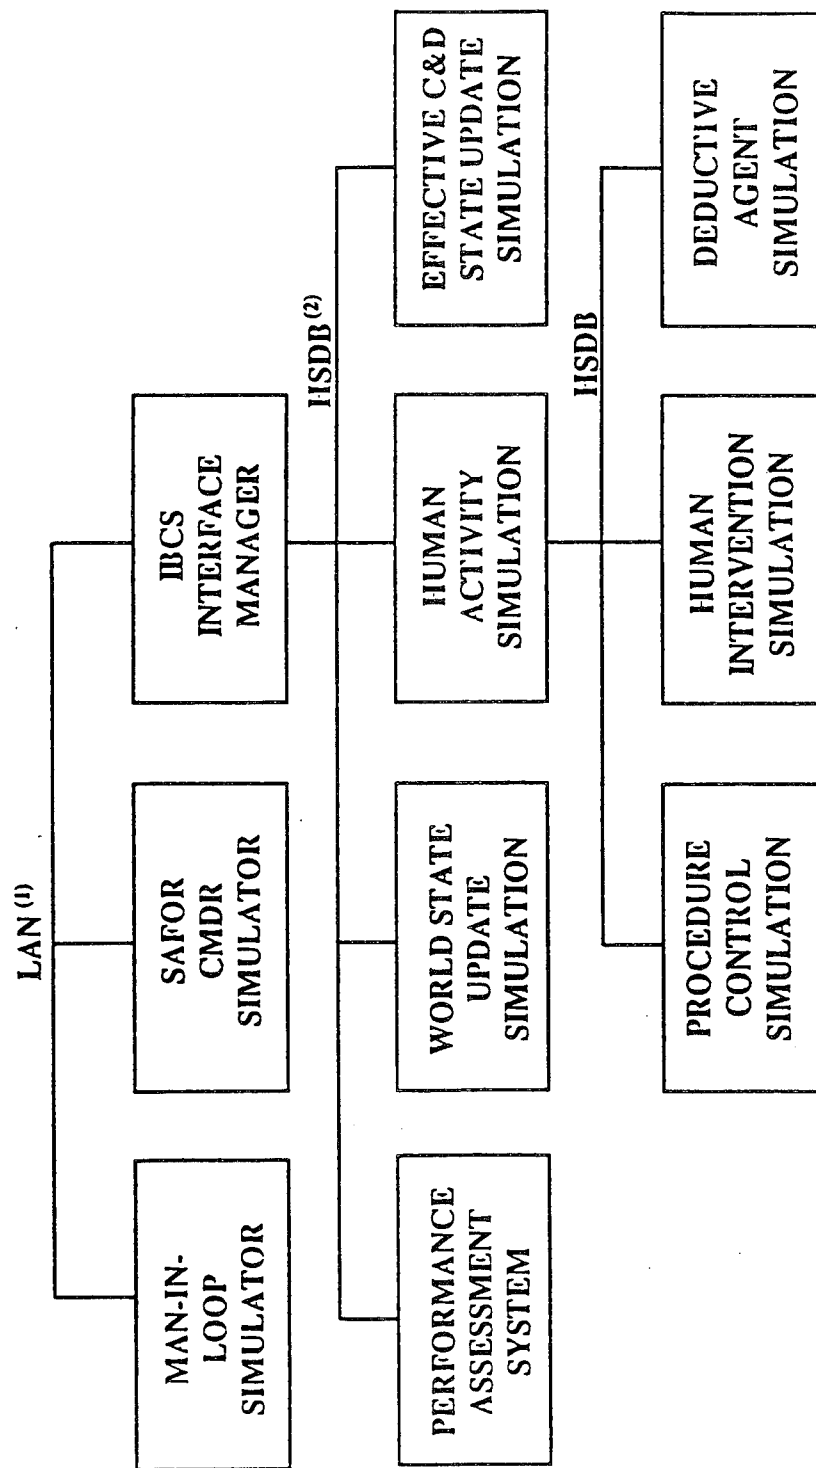 LAN (1)
MAN-IN-
LOOP
SIMULATOR
SAFOR
CMDR
SIMULATOR
IBCS
INTERFACE
MANAGER
HSDB (2)
PERFORMANCE
ASSESSMENT
SYSTEM
WORLD STATE
UPDATE
SIMULATION
HUMAN
ACTIVITY
SIMULATION
EFFECTIVE C&D
STATE UPDATE
SIMULATION
HSDB
PROCEDURE
CONTROL
SIMULATION
HUMAN
INTERVENTION
SIMULATION
DEDUCTIVE
AGENT
SIMULATION